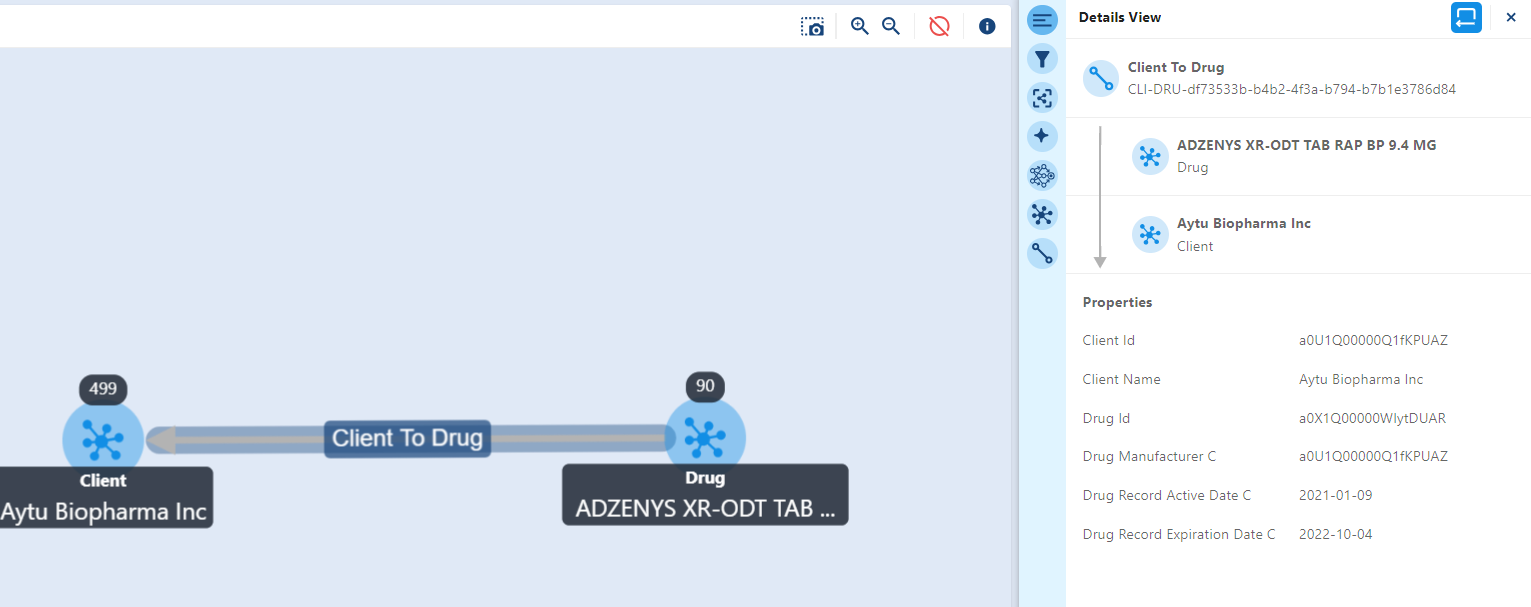 Details View
Client To Drug
CLI-DRU-df73533b-b4b2-4f3a-b794-b7b1e3786d84
ADZENYS XR-ODT TAB RAP BP 9.4 MG
Drug
Aytu Biopharma Inc
Client
Properties
Client Id a0U1Q00000Q1fKPUAZ
Client Name Aytu Biopharma Inc
Drug Id a0X1Q00000WIytDUAR
Drug Manufacturer C a0U1Q00000Q1fKPUAZ
Drug Record Active Date C 2021-01-09
Drug Record Expiration Date C 2022-10-04
499
90
Client To Drug
Client
Aytu Biopharma Inc
Drug
ADZENYS XR-ODT TAB ...